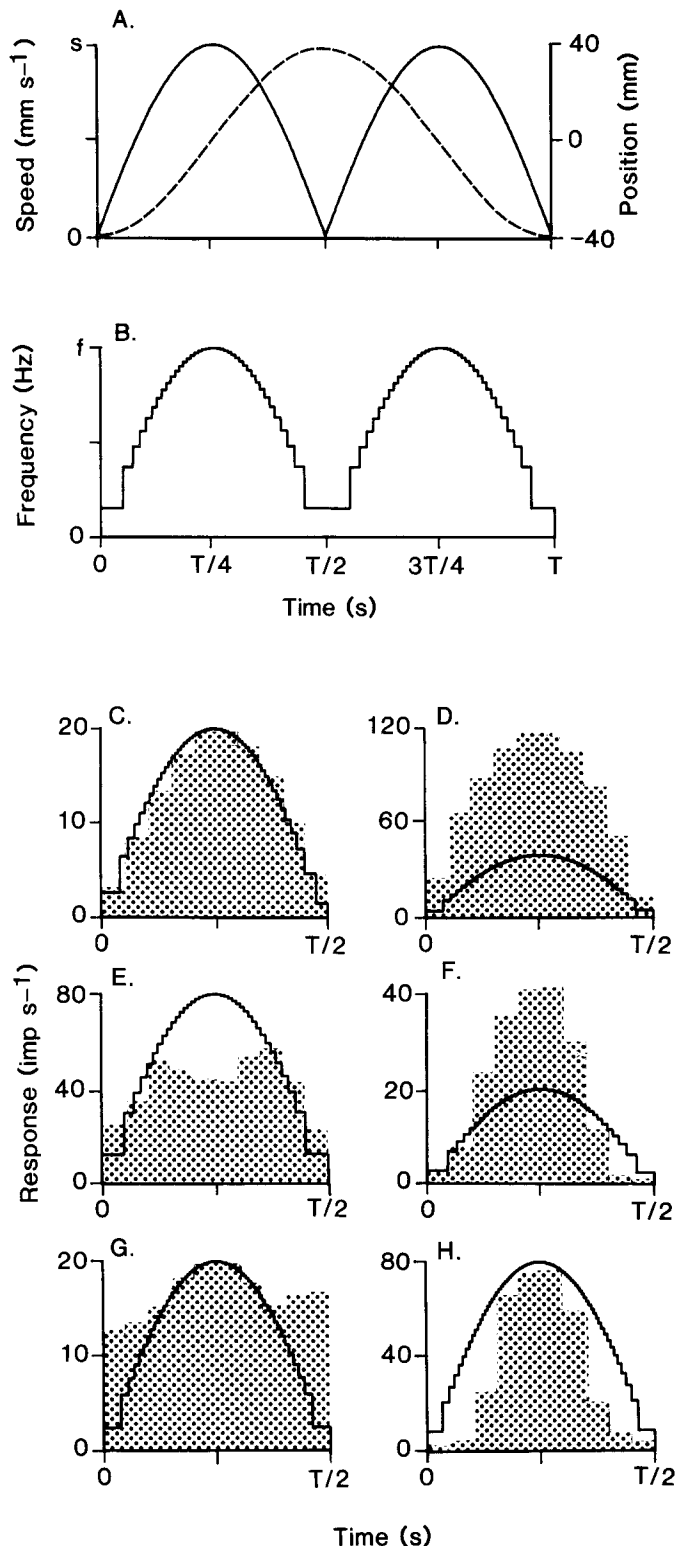 A.
Speed (mm s–1)
s
0
Position (mm)
40
0
-40
B.
Frequency (Hz)
f
0
0 T/4 T/2 3T/4 T
Time (s)
Response (imp s–1)
C.
20
10
0
0 T/2
D.
120
60
0
0 T/2
E.
80
40
0
0 T/2
F.
40
20
0
0 T/2
G.
20
10
0
0 T/2
H.
80
40
0
0 T/2
Time (s)